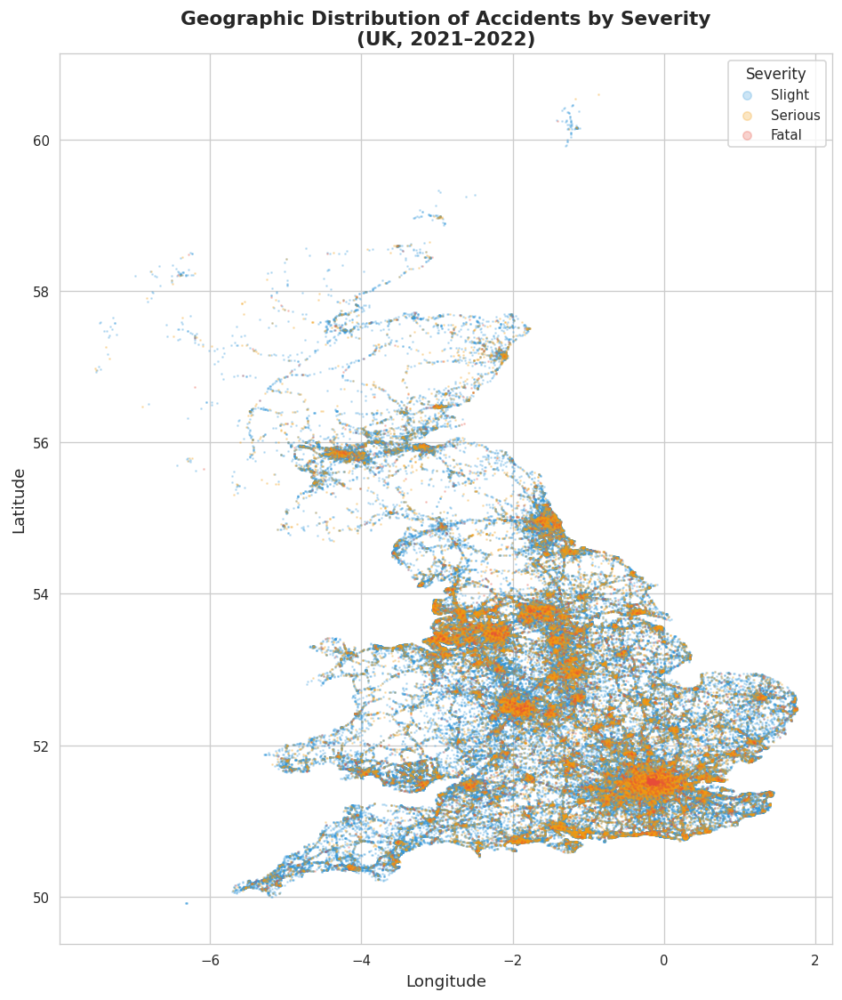 Geographic Distribution of Accidents by Severity
(UK, 2021–2022)
Severity
Slight
Serious
Fatal
60
58
56
54
52
50
Latitude
−6
−4
−2
0
2
Longitude